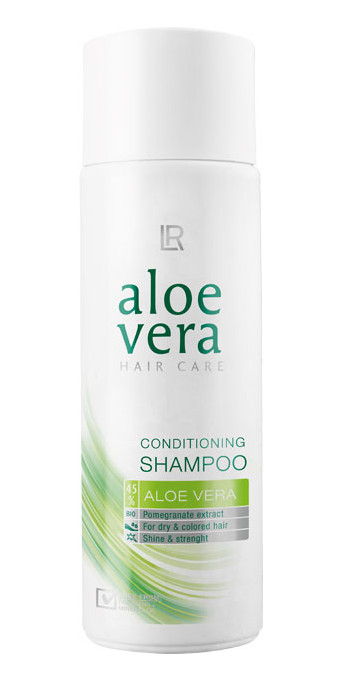 LR
aloe
vera
HAIR CARE
CONDITIONING
SHAMPOO
45 % ALOE VERA
BIO Pomegranate extract
For dry & colored hair
Shine & strenght